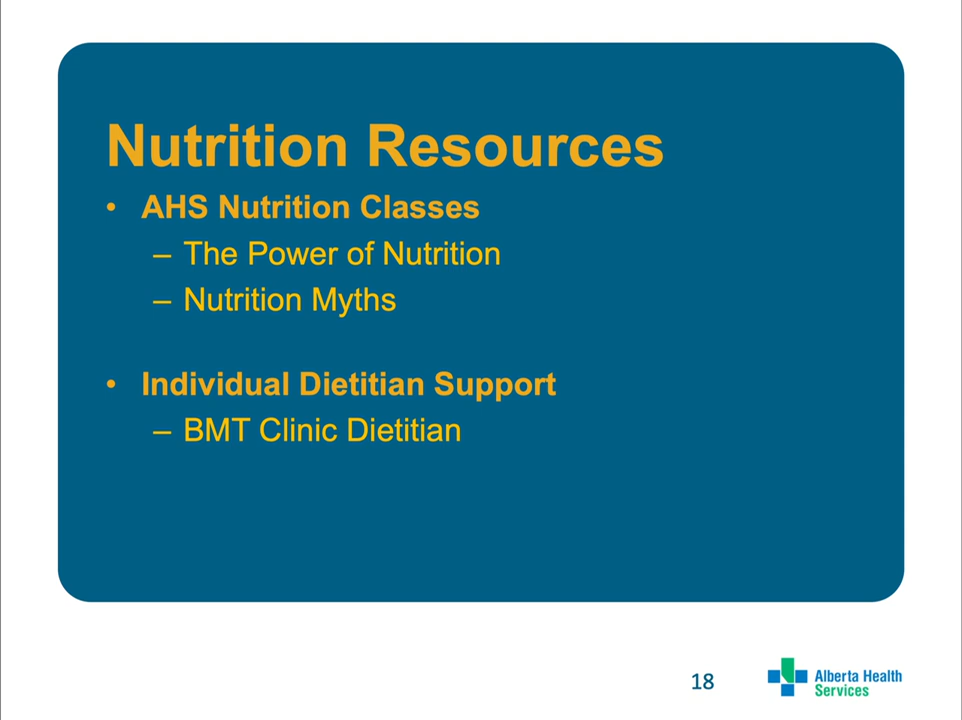 Nutrition Resources
• AHS Nutrition Classes
– The Power of Nutrition
– Nutrition Myths
• Individual Dietitian Support
– BMT Clinic Dietitian
18
Alberta Health
Services